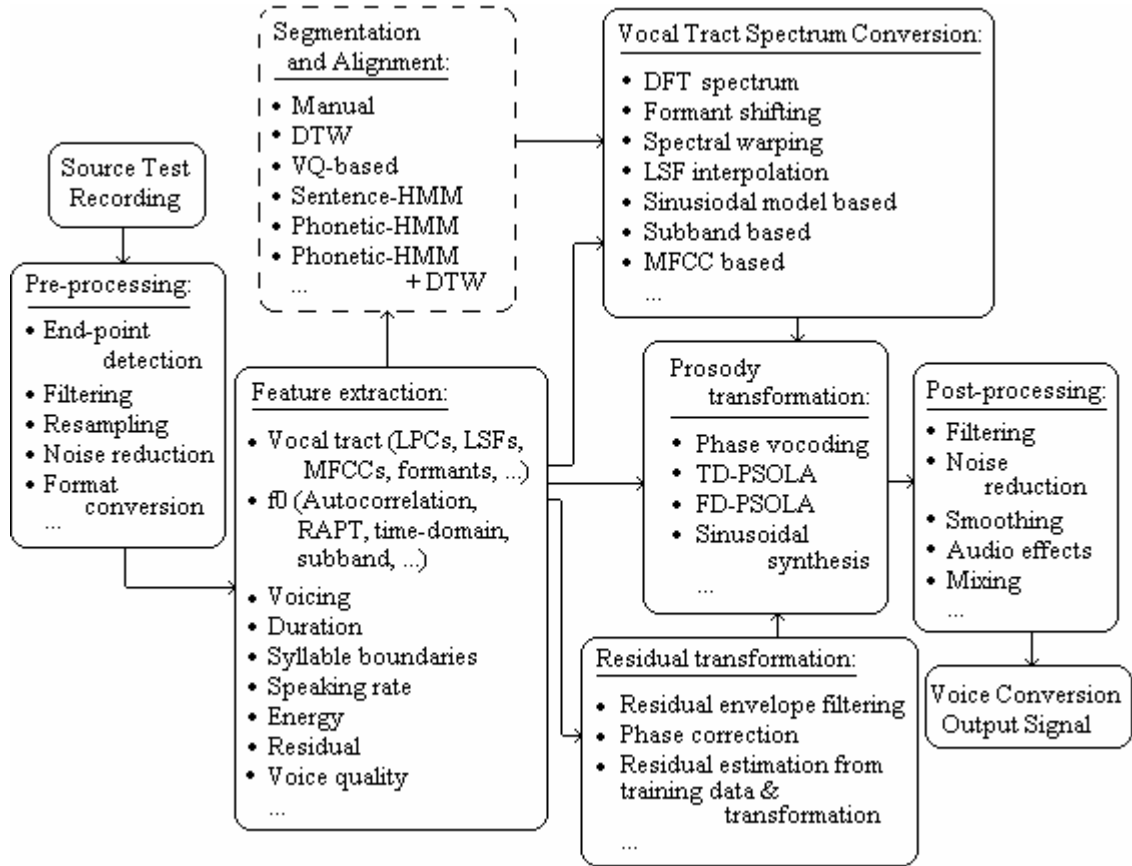 Segmentation
and Alignment:
• Manual
• DTW
• VQ-based
• Sentence-HMM
• Phonetic-HMM
• Phonetic-HMM
+ DTW
...
Vocal Tract Spectrum Conversion:
• DFT spectrum
• Formant shifting
• Spectral warping
• LSF interpolation
• Sinusiodal model based
• Subband based
• MFCC based
...
Source Test
Recording
Pre-processing:
• End-point
detection
• Filtering
• Resampling
• Noise reduction
• Format
conversion
...
Feature extraction:
• Vocal tract (LPCs, LSFs,
MFCCs, formants, ...)
• f0 (Autocorrelation,
RAPT, time-domain,
subband, ...)
• Voicing
• Duration
• Syllable boundaries
• Speaking rate
• Energy
• Residual
• Voice quality
...
Prosody
transformation:
• Phase vocoding
• TD-PSOLA
• FD-PSOLA
• Sinusoidal
synthesis
...
Residual transformation:
• Residual envelope filtering
• Phase correction
• Residual estimation from
training data &
transformation
...
Post-processing:
• Filtering
• Noise
reduction
• Smoothing
• Audio effects
• Mixing
...
Voice Conversion
Output Signal